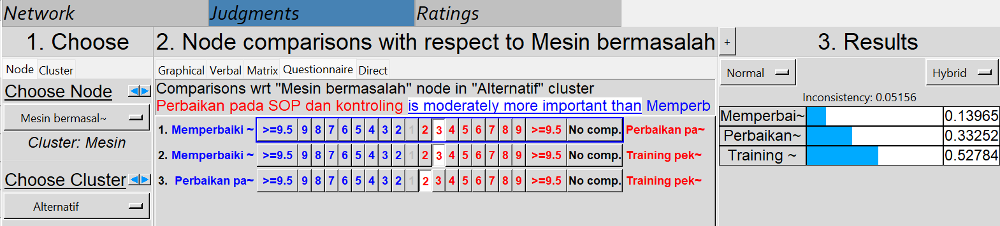 Network Judgments Ratings
1. Choose
Node Cluster
Choose Node
Mesin bermasal~
Cluster: Mesin
Choose Cluster
Alternatif
2. Node comparisons with respect to Mesin bermasalah
Graphical Verbal Matrix Questionnaire Direct
Comparisons wrt "Mesin bermasalah" node in "Alternatif" cluster
Perbaikan pada SOP dan kontroling is moderately more important than Memperb
1. Memperbaiki ~ >=9.5 9 8 7 6 5 4 3 2 1 2 3 4 5 6 7 8 9 >=9.5 No comp. Perbaikan pa~
2. Memperbaiki ~ >=9.5 9 8 7 6 5 4 3 2 1 2 3 4 5 6 7 8 9 >=9.5 No comp. Training pek~
3. Perbaikan pa~ >=9.5 9 8 7 6 5 4 3 2 1 2 3 4 5 6 7 8 9 >=9.5 No comp. Training pek~
+ 3. Results
Normal Hybrid
Inconsistency: 0.05156
Memperbai~ 0.13965
Perbaikan~ 0.33252
Training ~ 0.52784